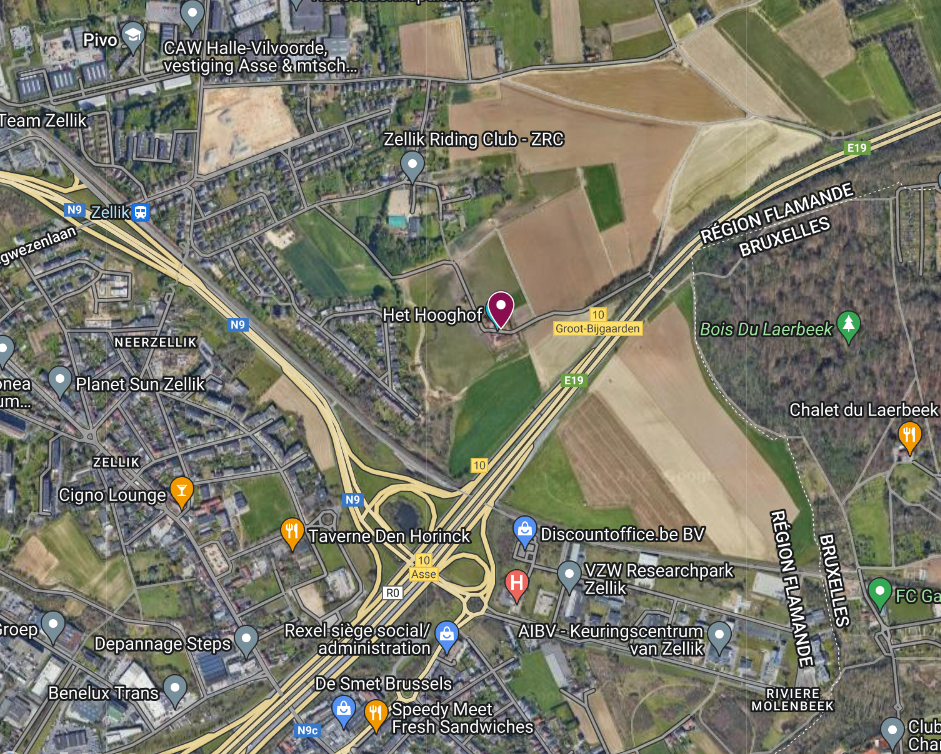 Pivo
CAW Halle-Vilvoorde,
vestiging Asse & mtsch...
Team Zellik
Zellik Riding Club - ZRC
E19
N9
Zellik
RÉGION FLAMANDE
BRUXELLES
Het Hooghof
10
Groot-Bijgaarden
N9
Bois Du Laerbeek
NEERZELLIK
Planet Sun Zellik
E19
Chalet du Laerbeek
ZELLIK
10
Cigno Lounge
N9
Taverne Den Horinck
Discountoffice.be BV
10
Asse
H
VZW Researchpark
Zellik
RÉGION FLAMANDE
BRUXELLES
R0
FC Ga
Depannage Steps
Rexel siège social/
administration
AIBV - Keuringscentrum
van Zellik
Benelux Trans
De Smet Brussels
RIVIERE
MOLENBEEK
Speedy Meet
Fresh Sandwiches
N9c
Club
Cha